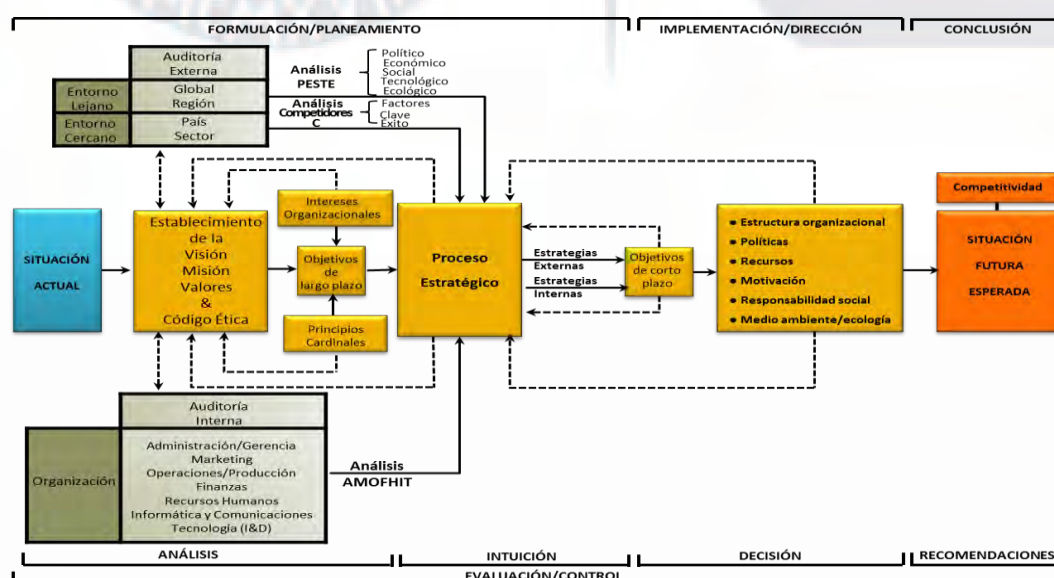 FORMULACIÓN/PLANEAMIENTO
IMPLEMENTACIÓN/DIRECCIÓN
CONCLUSIÓN
Auditoría
Externa
Entorno
Lejano
Global
Región
Entorno
Cercano
País
Sector
Análisis
PESTE
Político
Económico
Social
Tecnológico
Ecológico
Análisis
Competidores
C
Factores
Clave
Éxito
SITUACIÓN
ACTUAL
Establecimiento
de la
Visión
Misión
Valores
&
Código Ética
Intereses
Organizacionales
Objetivos
de
largo plazo
Principios
Cardinales
Proceso
Estratégico
Estrategias
Externas
Estrategias
Internas
Objetivos
de corto
plazo
• Estructura organizacional
• Políticas
• Recursos
• Motivación
• Responsabilidad social
• Medio ambiente/ecología
Competitividad
SITUACIÓN
FUTURA
ESPERADA
Auditoría
Interna
Organización
Administración/Gerencia
Marketing
Operaciones/Producción
Finanzas
Recursos Humanos
Informática y Comunicaciones
Tecnología (I&D)
Análisis
AMOFHIT
ANÁLISIS
INTUICIÓN
DECISIÓN
RECOMENDACIONES
EVALUACIÓN/CONTROL